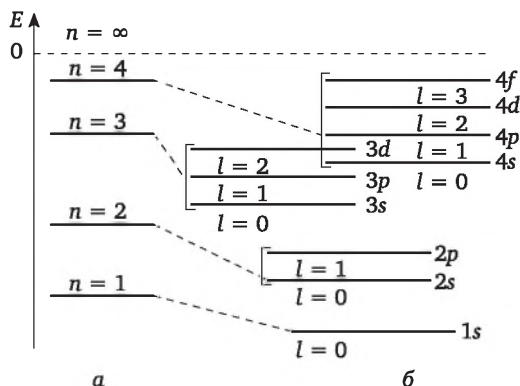 E
n = ∞
0
n = 4
4f
l = 3
4d
l = 2
4p
n = 3
l = 1
3d
4s
l = 2
l = 0
3p
l = 1
3s
l = 0
n = 2
2p
l = 1
2s
l = 0
n = 1
1s
l = 0
а
б